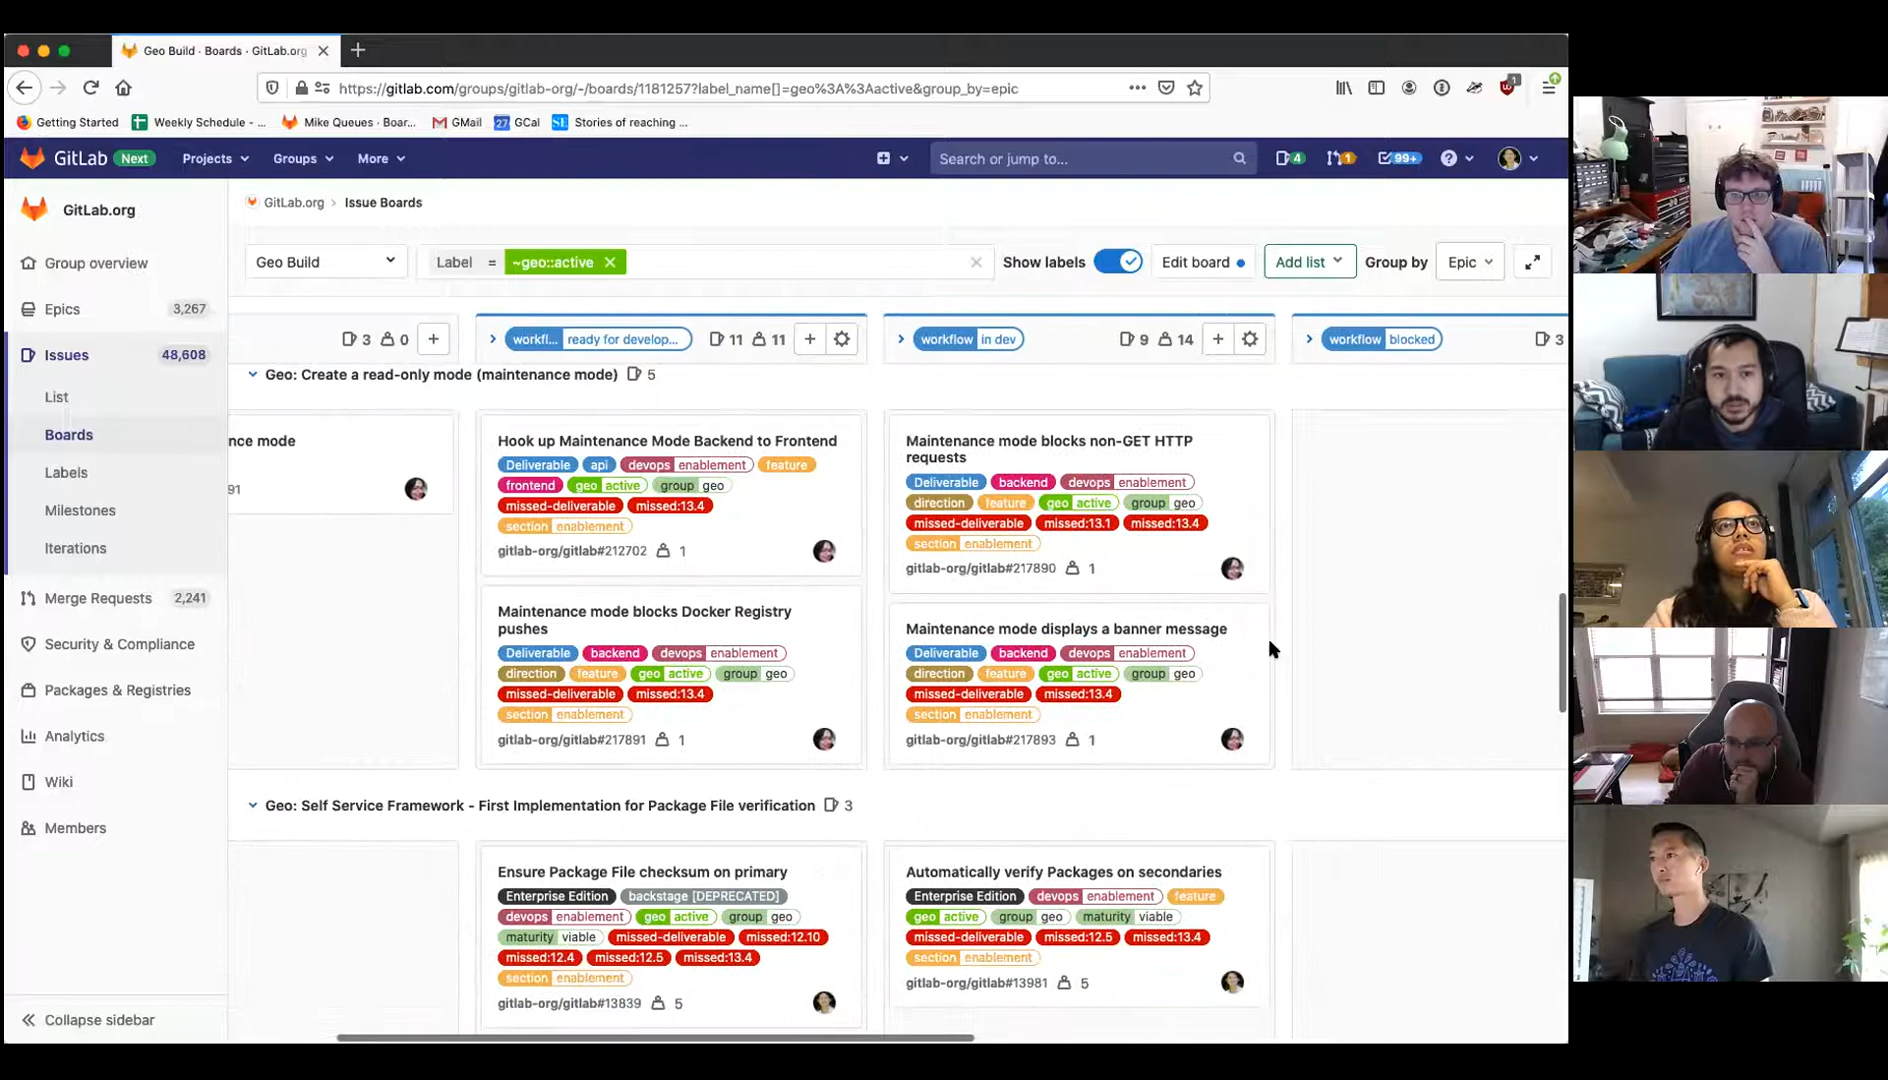 Geo Build · Boards · GitLab.org
https://gitlab.com/groups/gitlab-org/-/boards/1181257?label_name[]=geo%3A%3Aactive&group_by=epic
1
Getting Started
Weekly Schedule - ...
Mike Queues · Boar...
GMail
GCal
Stories of reaching ...
GitLab Next Projects Groups More Search or jump to... 4 1 99+
GitLab.org
Group overview
Epics 3,267
Issues 48,608
List
Boards
Labels
Milestones
Iterations
Merge Requests 2,241
Security & Compliance
Packages & Registries
Analytics
Wiki
Members
Collapse sidebar
GitLab.org > Issue Boards
Geo Build Label = ~geo::active Show labels Edit board Add list Group by Epic
3 0 +
workfl... ready for develop... 11 11 +
workflow in dev 9 14 +
workflow blocked 3
Geo: Create a read-only mode (maintenance mode) 5
nce mode
91
Hook up Maintenance Mode Backend to Frontend
Deliverable api devops enablement feature
frontend geo active group geo
missed-deliverable missed:13.4
section enablement
gitlab-org/gitlab#212702 1
Maintenance mode blocks Docker Registry
pushes
Deliverable backend devops enablement
direction feature geo active group geo
missed-deliverable missed:13.4
section enablement
gitlab-org/gitlab#217891 1
Maintenance mode blocks non-GET HTTP
requests
Deliverable backend devops enablement
direction feature geo active group geo
missed-deliverable missed:13.1 missed:13.4
section enablement
gitlab-org/gitlab#217890 1
Maintenance mode displays a banner message
Deliverable backend devops enablement
direction feature geo active group geo
missed-deliverable missed:13.4
section enablement
gitlab-org/gitlab#217893 1
Geo: Self Service Framework - First Implementation for Package File verification 3
Ensure Package File checksum on primary
Enterprise Edition backstage [DEPRECATED]
devops enablement geo active group geo
maturity viable missed-deliverable missed:12.10
missed:12.4 missed:12.5 missed:13.4
section enablement
gitlab-org/gitlab#13839 5
Automatically verify Packages on secondaries
Enterprise Edition devops enablement feature
geo active group geo maturity viable
missed-deliverable missed:12.5 missed:13.4
section enablement
gitlab-org/gitlab#13981 5